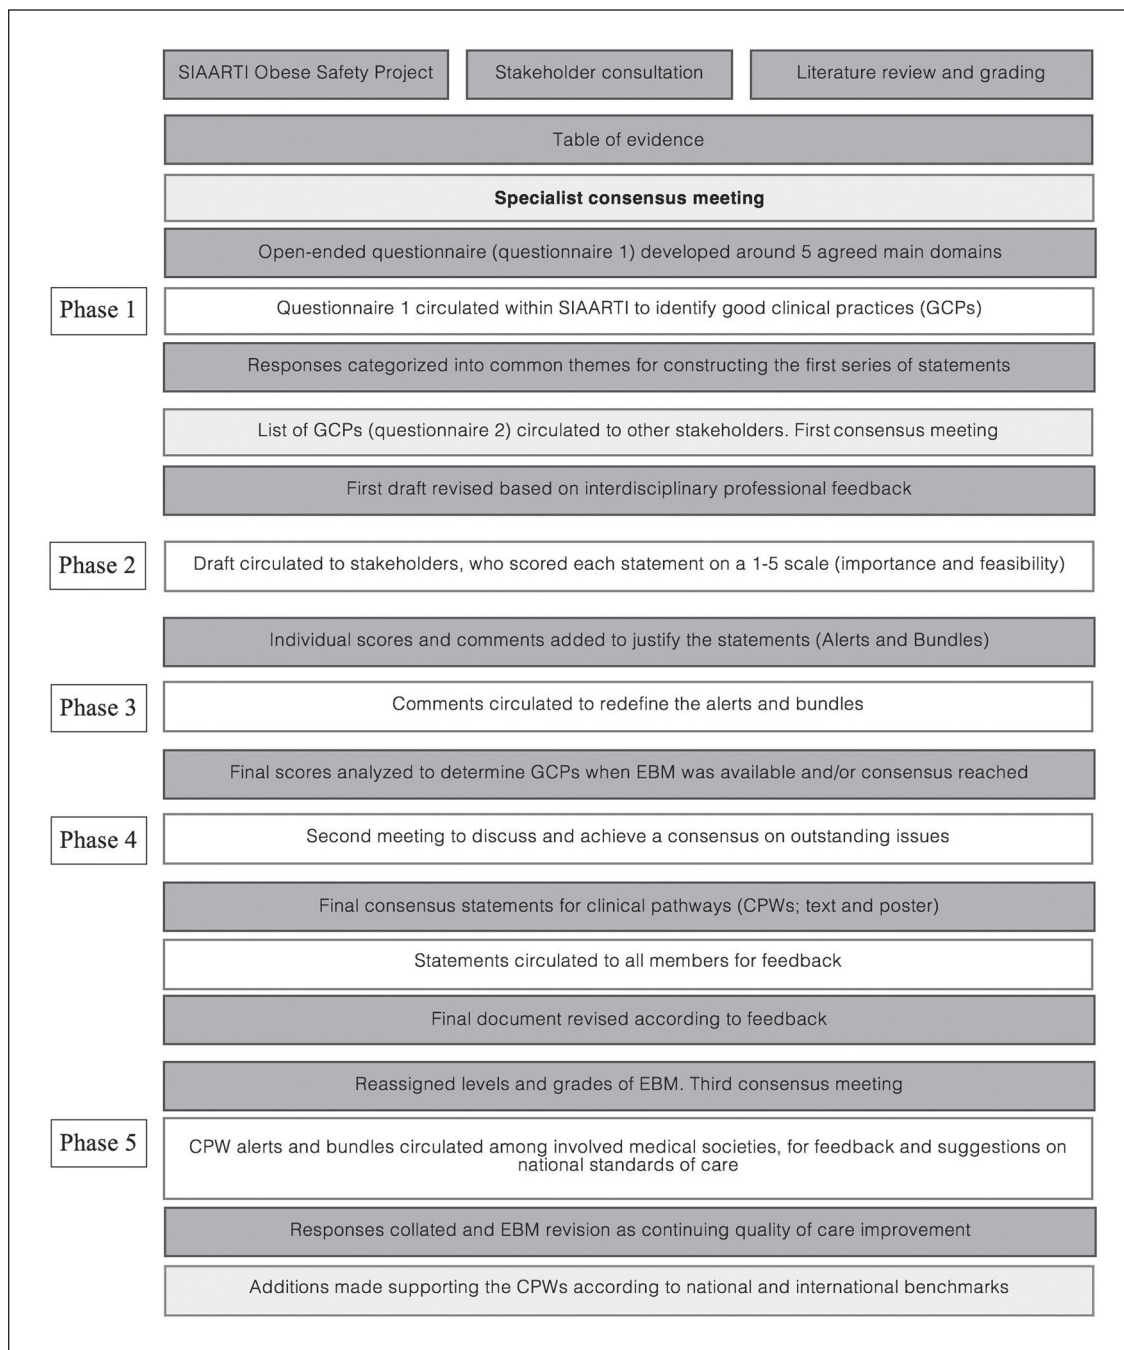 SIAARTI Obese Safety Project
Stakeholder consultation
Literature review and grading
Table of evidence
Specialist consensus meeting
Open-ended questionnaire (questionnaire 1) developed around 5 agreed main domains
Phase 1
Questionnaire 1 circulated within SIAARTI to identify good clinical practices (GCPs)
Responses categorized into common themes for constructing the first series of statements
List of GCPs (questionnaire 2) circulated to other stakeholders. First consensus meeting
First draft revised based on interdisciplinary professional feedback
Phase 2
Draft circulated to stakeholders, who scored each statement on a 1-5 scale (importance and feasibility)
Individual scores and comments added to justify the statements (Alerts and Bundles)
Phase 3
Comments circulated to redefine the alerts and bundles
Final scores analyzed to determine GCPs when EBM was available and/or consensus reached
Phase 4
Second meeting to discuss and achieve a consensus on outstanding issues
Final consensus statements for clinical pathways (CPWs; text and poster)
Statements circulated to all members for feedback
Final document revised according to feedback
Reassigned levels and grades of EBM. Third consensus meeting
Phase 5
CPW alerts and bundles circulated among involved medical societies, for feedback and suggestions on
national standards of care
Responses collated and EBM revision as continuing quality of care improvement
Additions made supporting the CPWs according to national and international benchmarks